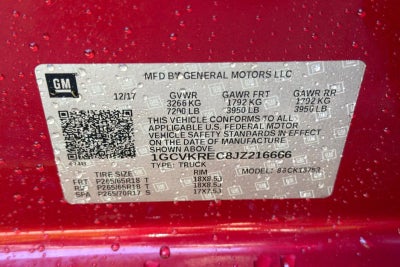 GM
MFD BY GENERAL MOTORS LLC
12/17 GVWR GAWR FRT GAWR RR
3266 KG 1792 KG 1792 KG
7200 LB 3950 LB 3950 LB
THIS VEHICLE CONFORMS TO ALL
APPLICABLE U.S. FEDERAL MOTOR
VEHICLE SAFETY STANDARDS IN EFFECT
ON THE DATE OF MANUFACTURE
SHOWN ABOVE.
1GCVKREC8JZ216666
TYPE: TRUCK
TIRE SIZE RIM MODEL:
FRT P265/65R18 T 18X8.5J
RR P265/65R18 T 18X8.5J
SPA P265/70R17 S 17X7.5J